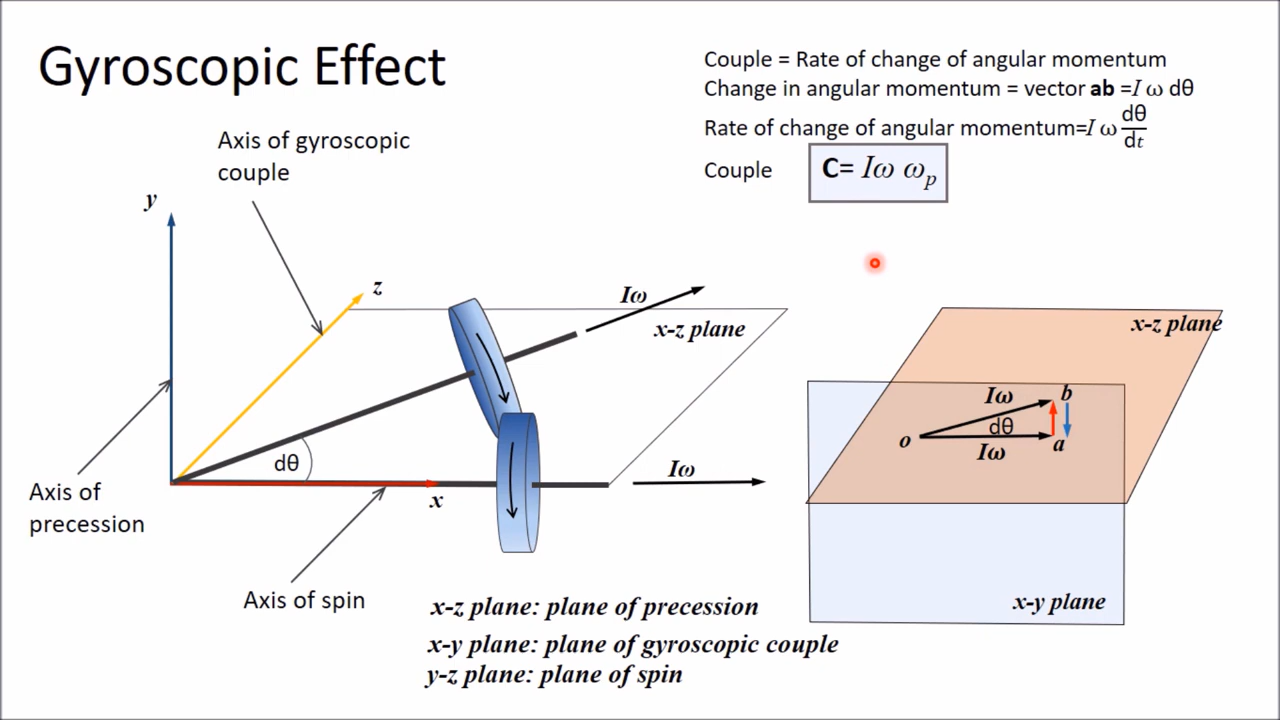 Gyroscopic Effect
Couple = Rate of change of angular momentum
Change in angular momentum = vector ab =I ω dθ
Rate of change of angular momentum=I ω dθ/dt
Couple
C= Iω ωp
Axis of gyroscopic
couple
y
z
Iω
x-z plane
dθ
Iω
x
Axis of
precession
Axis of spin
x-z plane
Iω
b
dθ
o
a
Iω
x-y plane
x-z plane: plane of precession
x-y plane: plane of gyroscopic couple
y-z plane: plane of spin